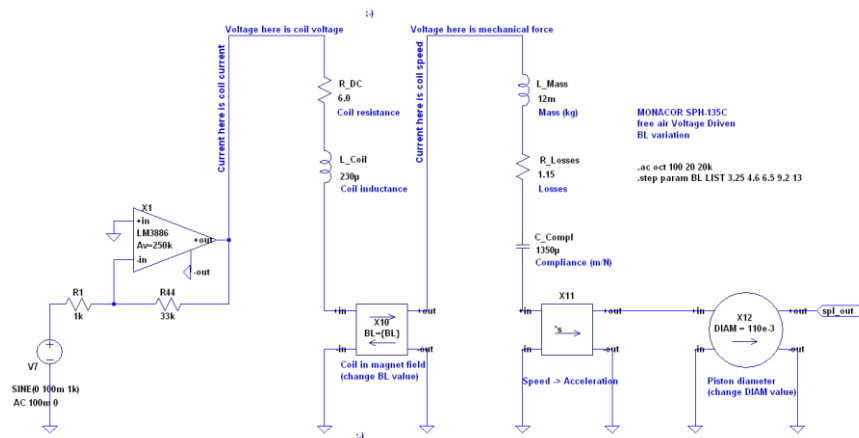 ;-)
Voltage here is coil voltage
Voltage here is mechanical force
Current here is coil current
Current here is coil speed
R_DC
6.0
Coil resistance
L_Coil
230µ
Coil inductance
L_Mass
12m
Mass (kg)
R_Losses
1.15
Losses
C_Compl
1350µ
Compliance (m/N)
MONACOR SPH-135C
free air Voltage Driven
BL variation
.ac oct 100 20 20k
.step param BL LIST 3.25 4.6 6.5 9.2 13
X1
+in
LM3886
Av=250k
+out
-in
-out
R1
1k
R44
33k
V7
SINE(0 100m 1k)
AC 100m 0
+in
out
X10
BL={BL}
-in
-out
Coil in magnet field
(change BL value)
X11
+in
out
*s
-in
-out
Speed -> Acceleration
+in
+out
X12
DIAM = 110e-3
-in
-out
Piston diameter
(change DIAM value)
spl_out
;-)